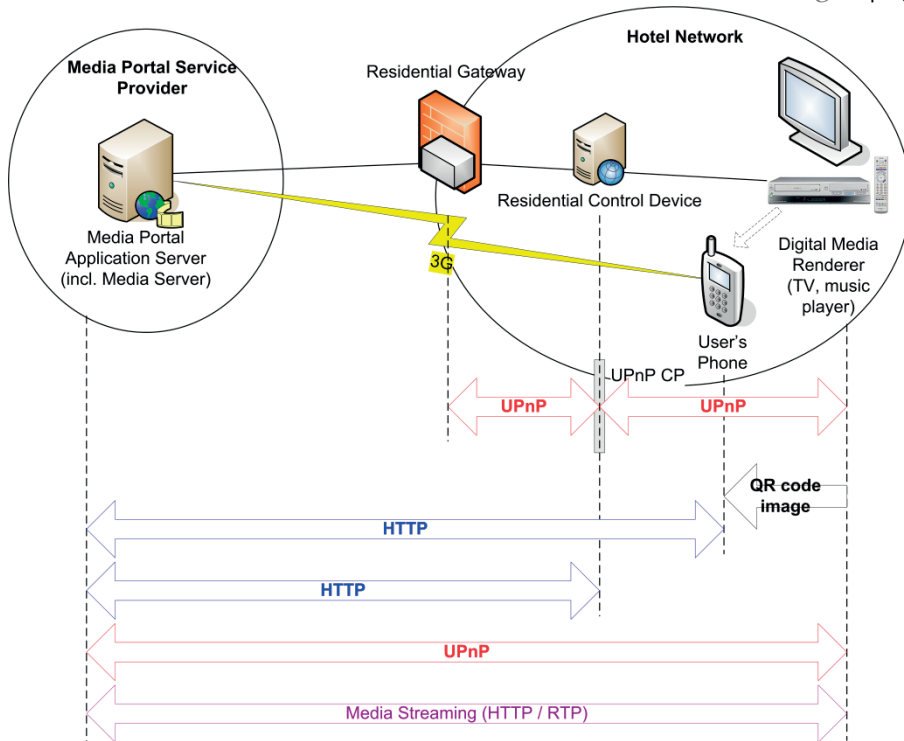 Hotel Network
Media Portal Service
Provider
Residential Gateway
Residential Control Device
Media Portal
Application Server
(incl. Media Server)
3G
Digital Media
Renderer
(TV, music
player)
User's
Phone
UPnP CP
UPnP
UPnP
QR code
image
HTTP
HTTP
UPnP
Media Streaming (HTTP / RTP)